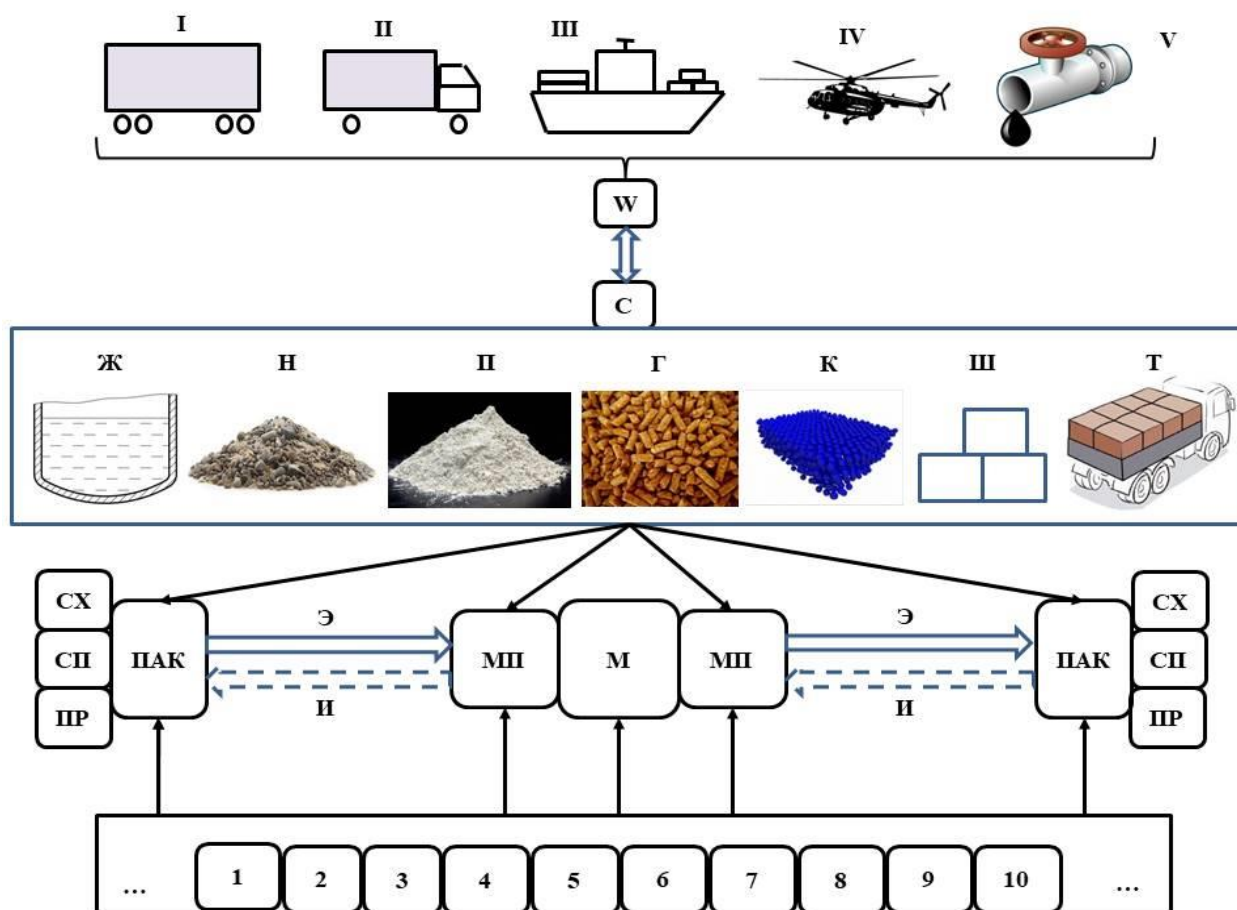 I II III IV V
W
C
Ж Н П Г К Ш Т
СХ Э Э СХ
СП ПАК МП М МП ПАК СП
ПР И И ПР
... 1 2 3 4 5 6 7 8 9 10 ...